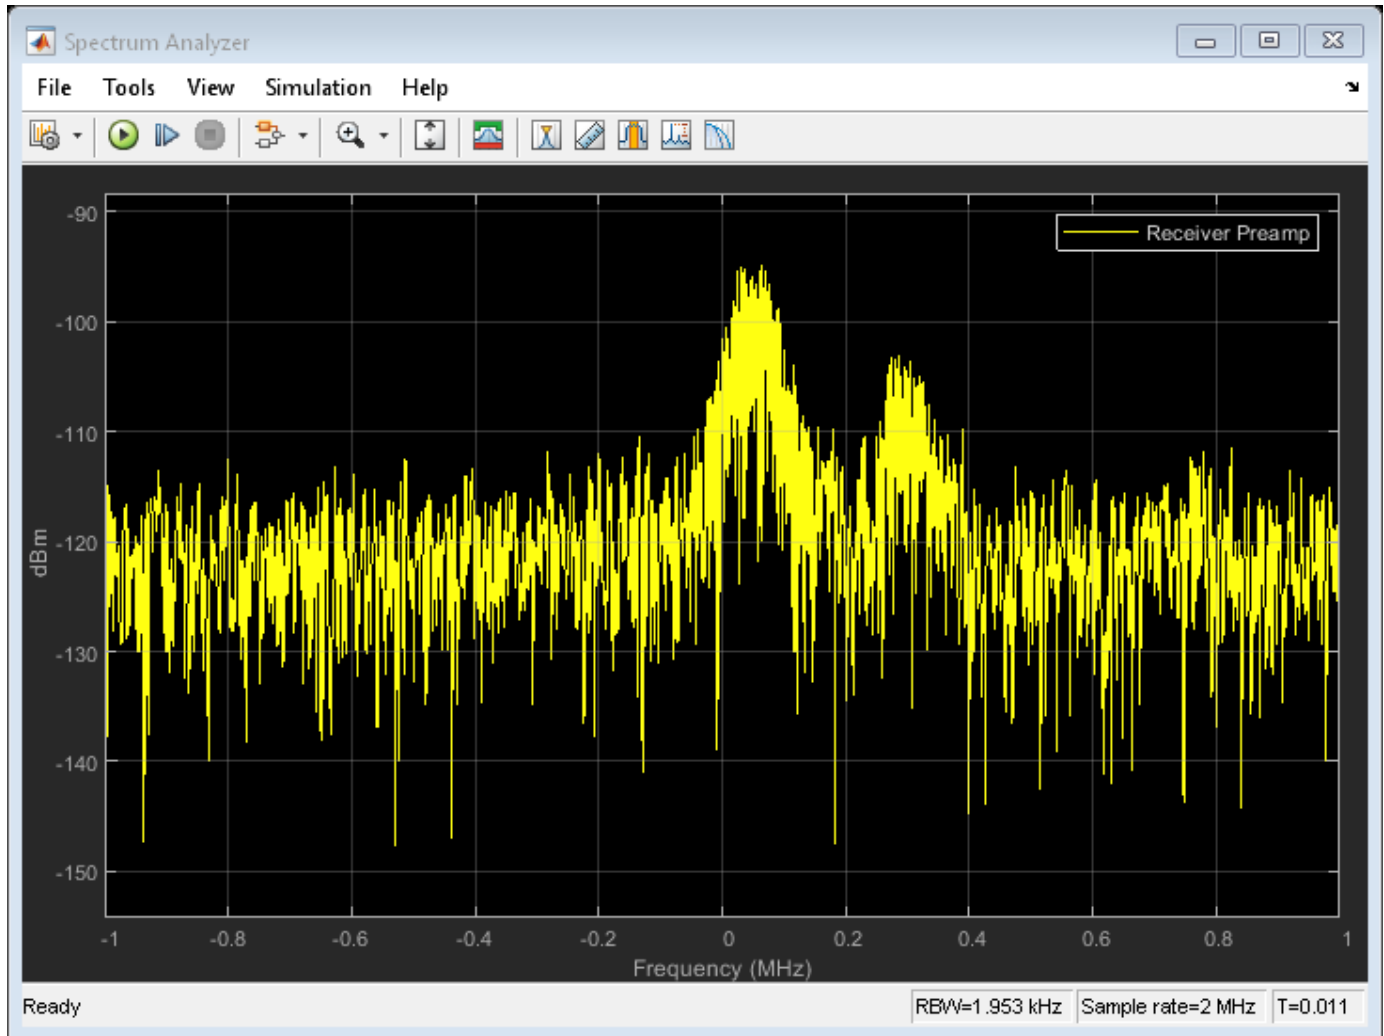 Spectrum Analyzer
File Tools View Simulation Help
Receiver Preamp
-90
-100
-110
-120
-130
-140
-150
dBm
-1 -0.8 -0.6 -0.4 -0.2 0 0.2 0.4 0.6 0.8 1
Frequency (MHz)
Ready RBW=1.953 kHz Sample rate=2 MHz T=0.011